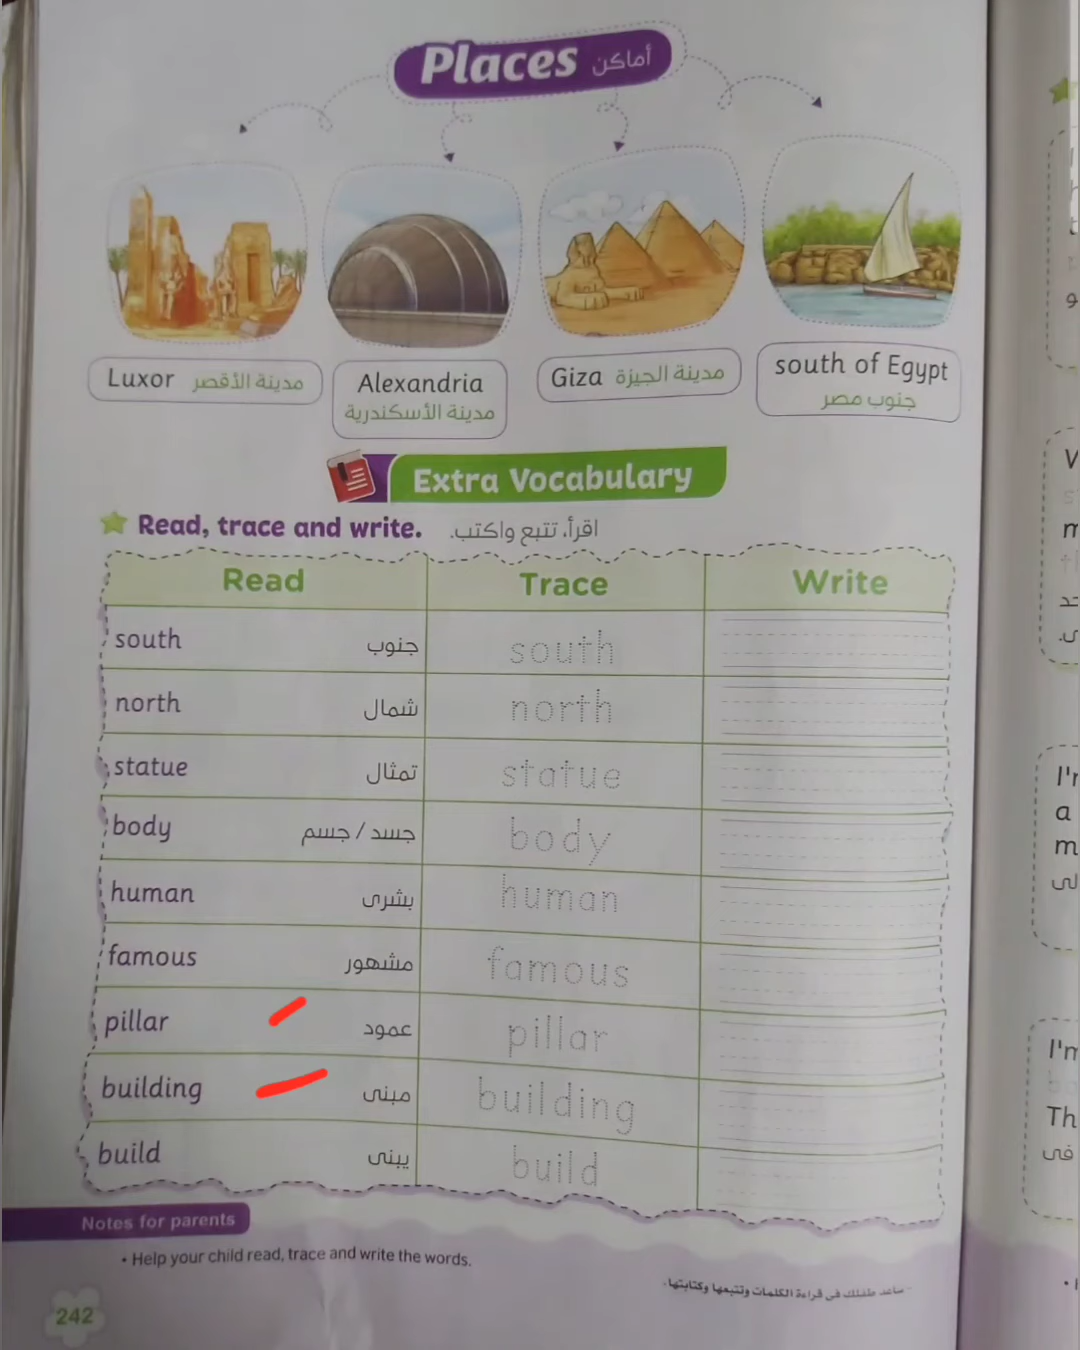 Places أماكن
Luxor مدينة الأقصر
Alexandria
مدينة الأسكندرية
Giza مدينة الجيزة
south of Egypt
جنوب مصر
Extra Vocabulary
Read, trace and write. اقرأ، تتبع واكتب.
Read Trace Write
south جنوب south
north شمال north
statue تمثال statue
body جسد / جسم body
human بشرى human
famous مشهور famous
pillar عمود pillar
building مبنى building
build يبنى build
Notes for parents
• Help your child read, trace and write the words.
- ساعد طفلك فى قراءة الكلمات وتتبعها وكتابتها.
242
I'm
Th
فى